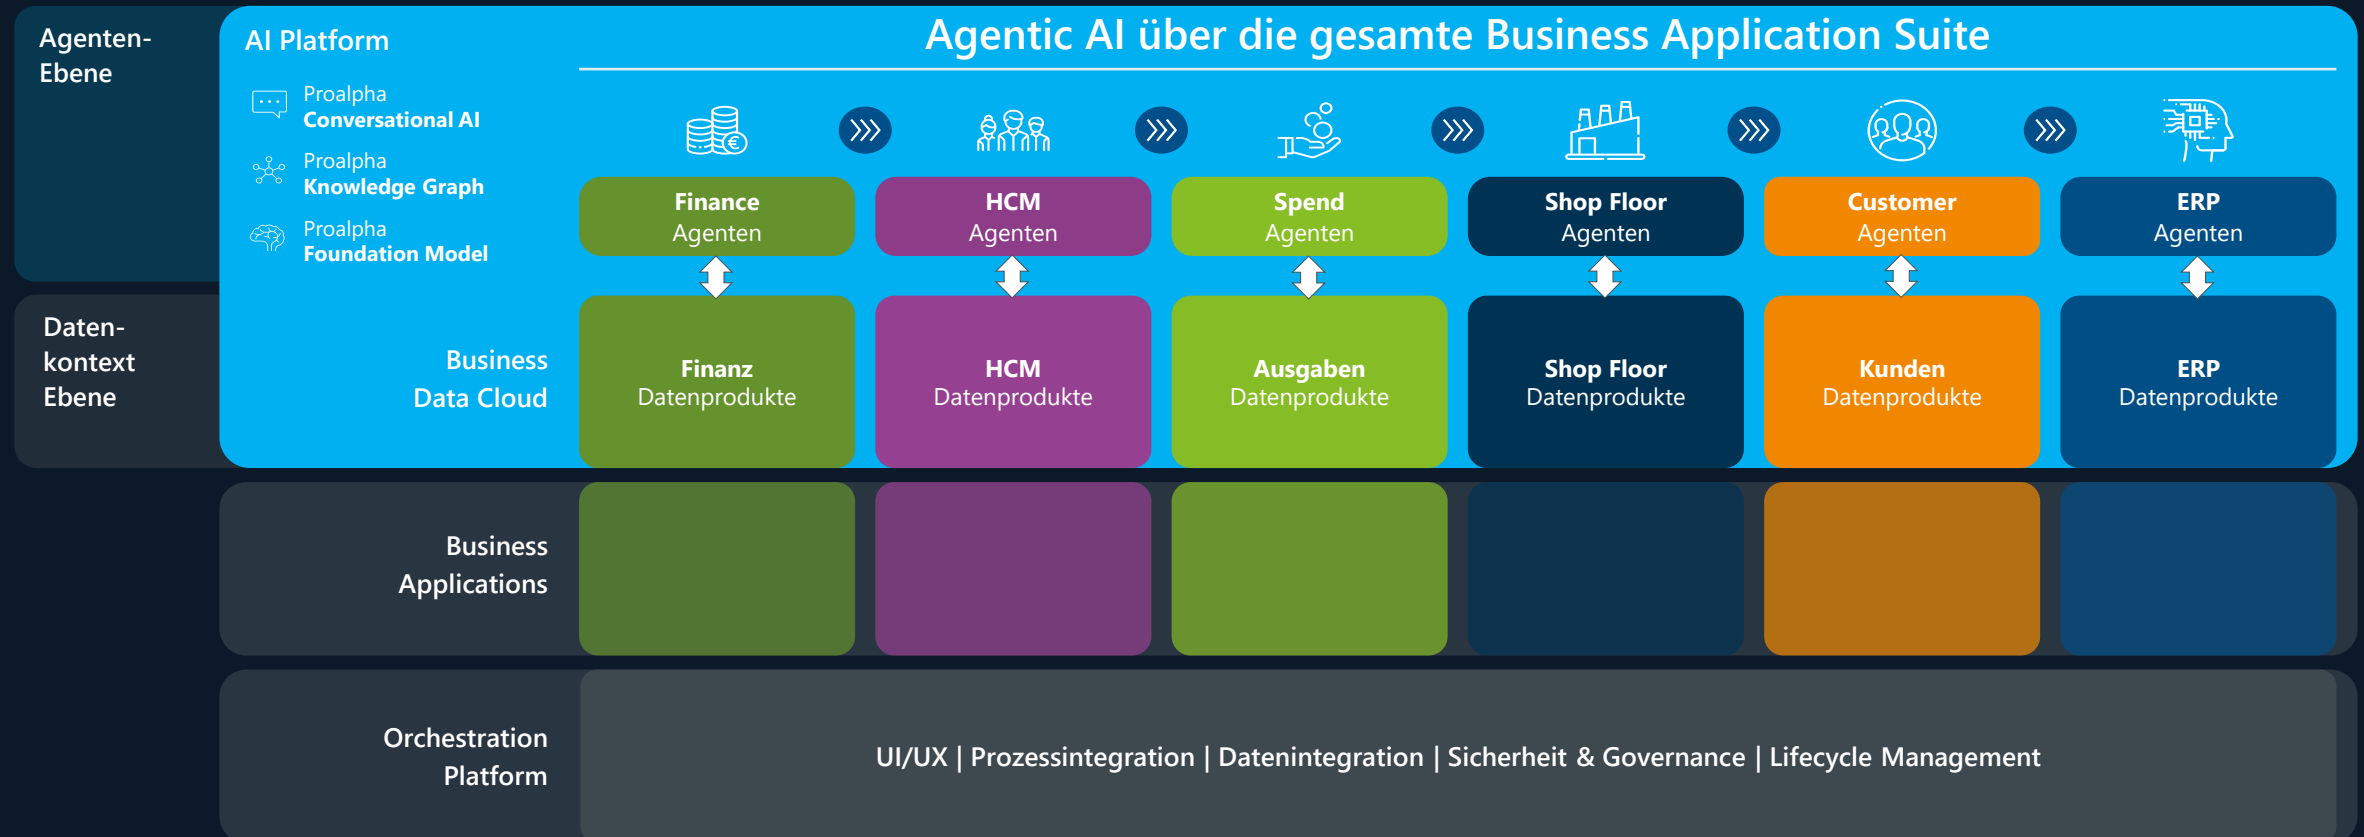 Agenten-
Ebene
AI Platform
Agentic AI über die gesamte Business Application Suite
Proalpha
Conversational AI
Proalpha
Knowledge Graph
Proalpha
Foundation Model
Finance
Agenten
HCM
Agenten
Spend
Agenten
Shop Floor
Agenten
Customer
Agenten
ERP
Agenten
Daten-
kontext
Ebene
Business
Data Cloud
Finanz
Datenprodukte
HCM
Datenprodukte
Ausgaben
Datenprodukte
Shop Floor
Datenprodukte
Kunden
Datenprodukte
ERP
Datenprodukte
Business
Applications
Orchestration
Platform
UI/UX | Prozessintegration | Datenintegration | Sicherheit & Governance | Lifecycle Management